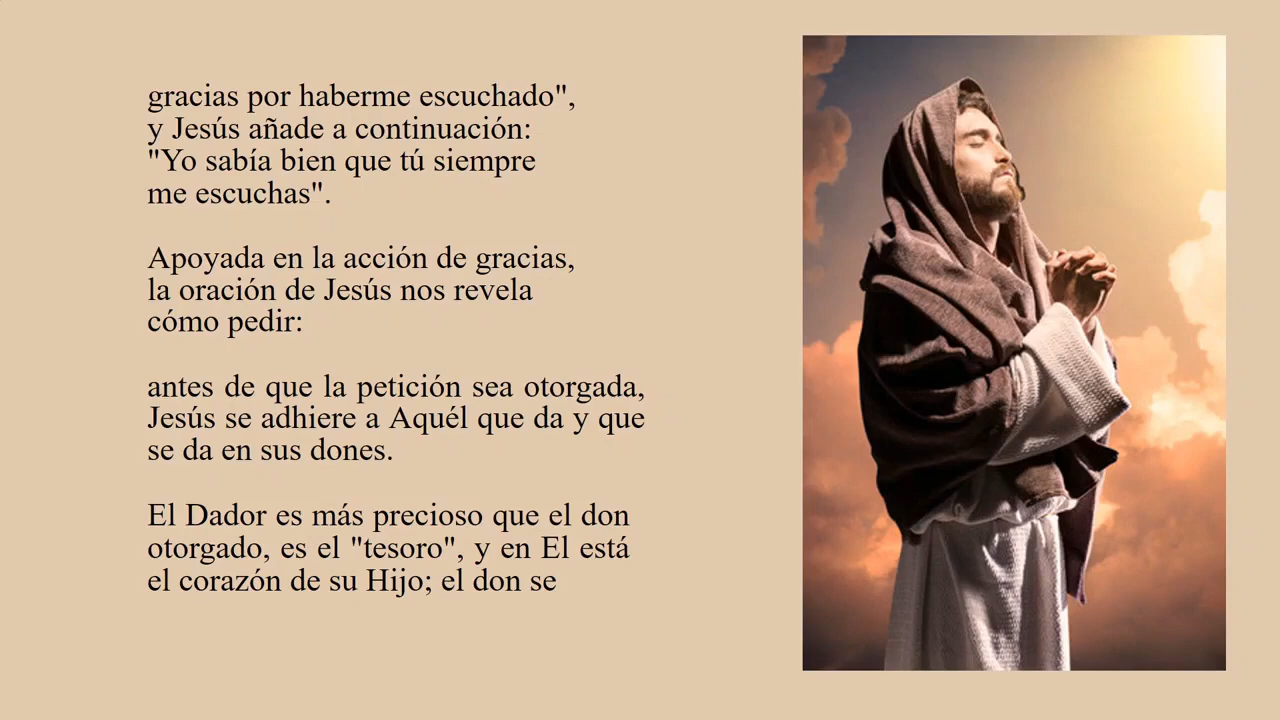 gracias por haberme escuchado",
y Jesús añade a continuación:
"Yo sabía bien que tú siempre
me escuchas".
Apoyada en la acción de gracias,
la oración de Jesús nos revela
cómo pedir:
antes de que la petición sea otorgada,
Jesús se adhiere a Aquél que da y que
se da en sus dones.
El Dador es más precioso que el don
otorgado, es el "tesoro", y en El está
el corazón de su Hijo; el don se